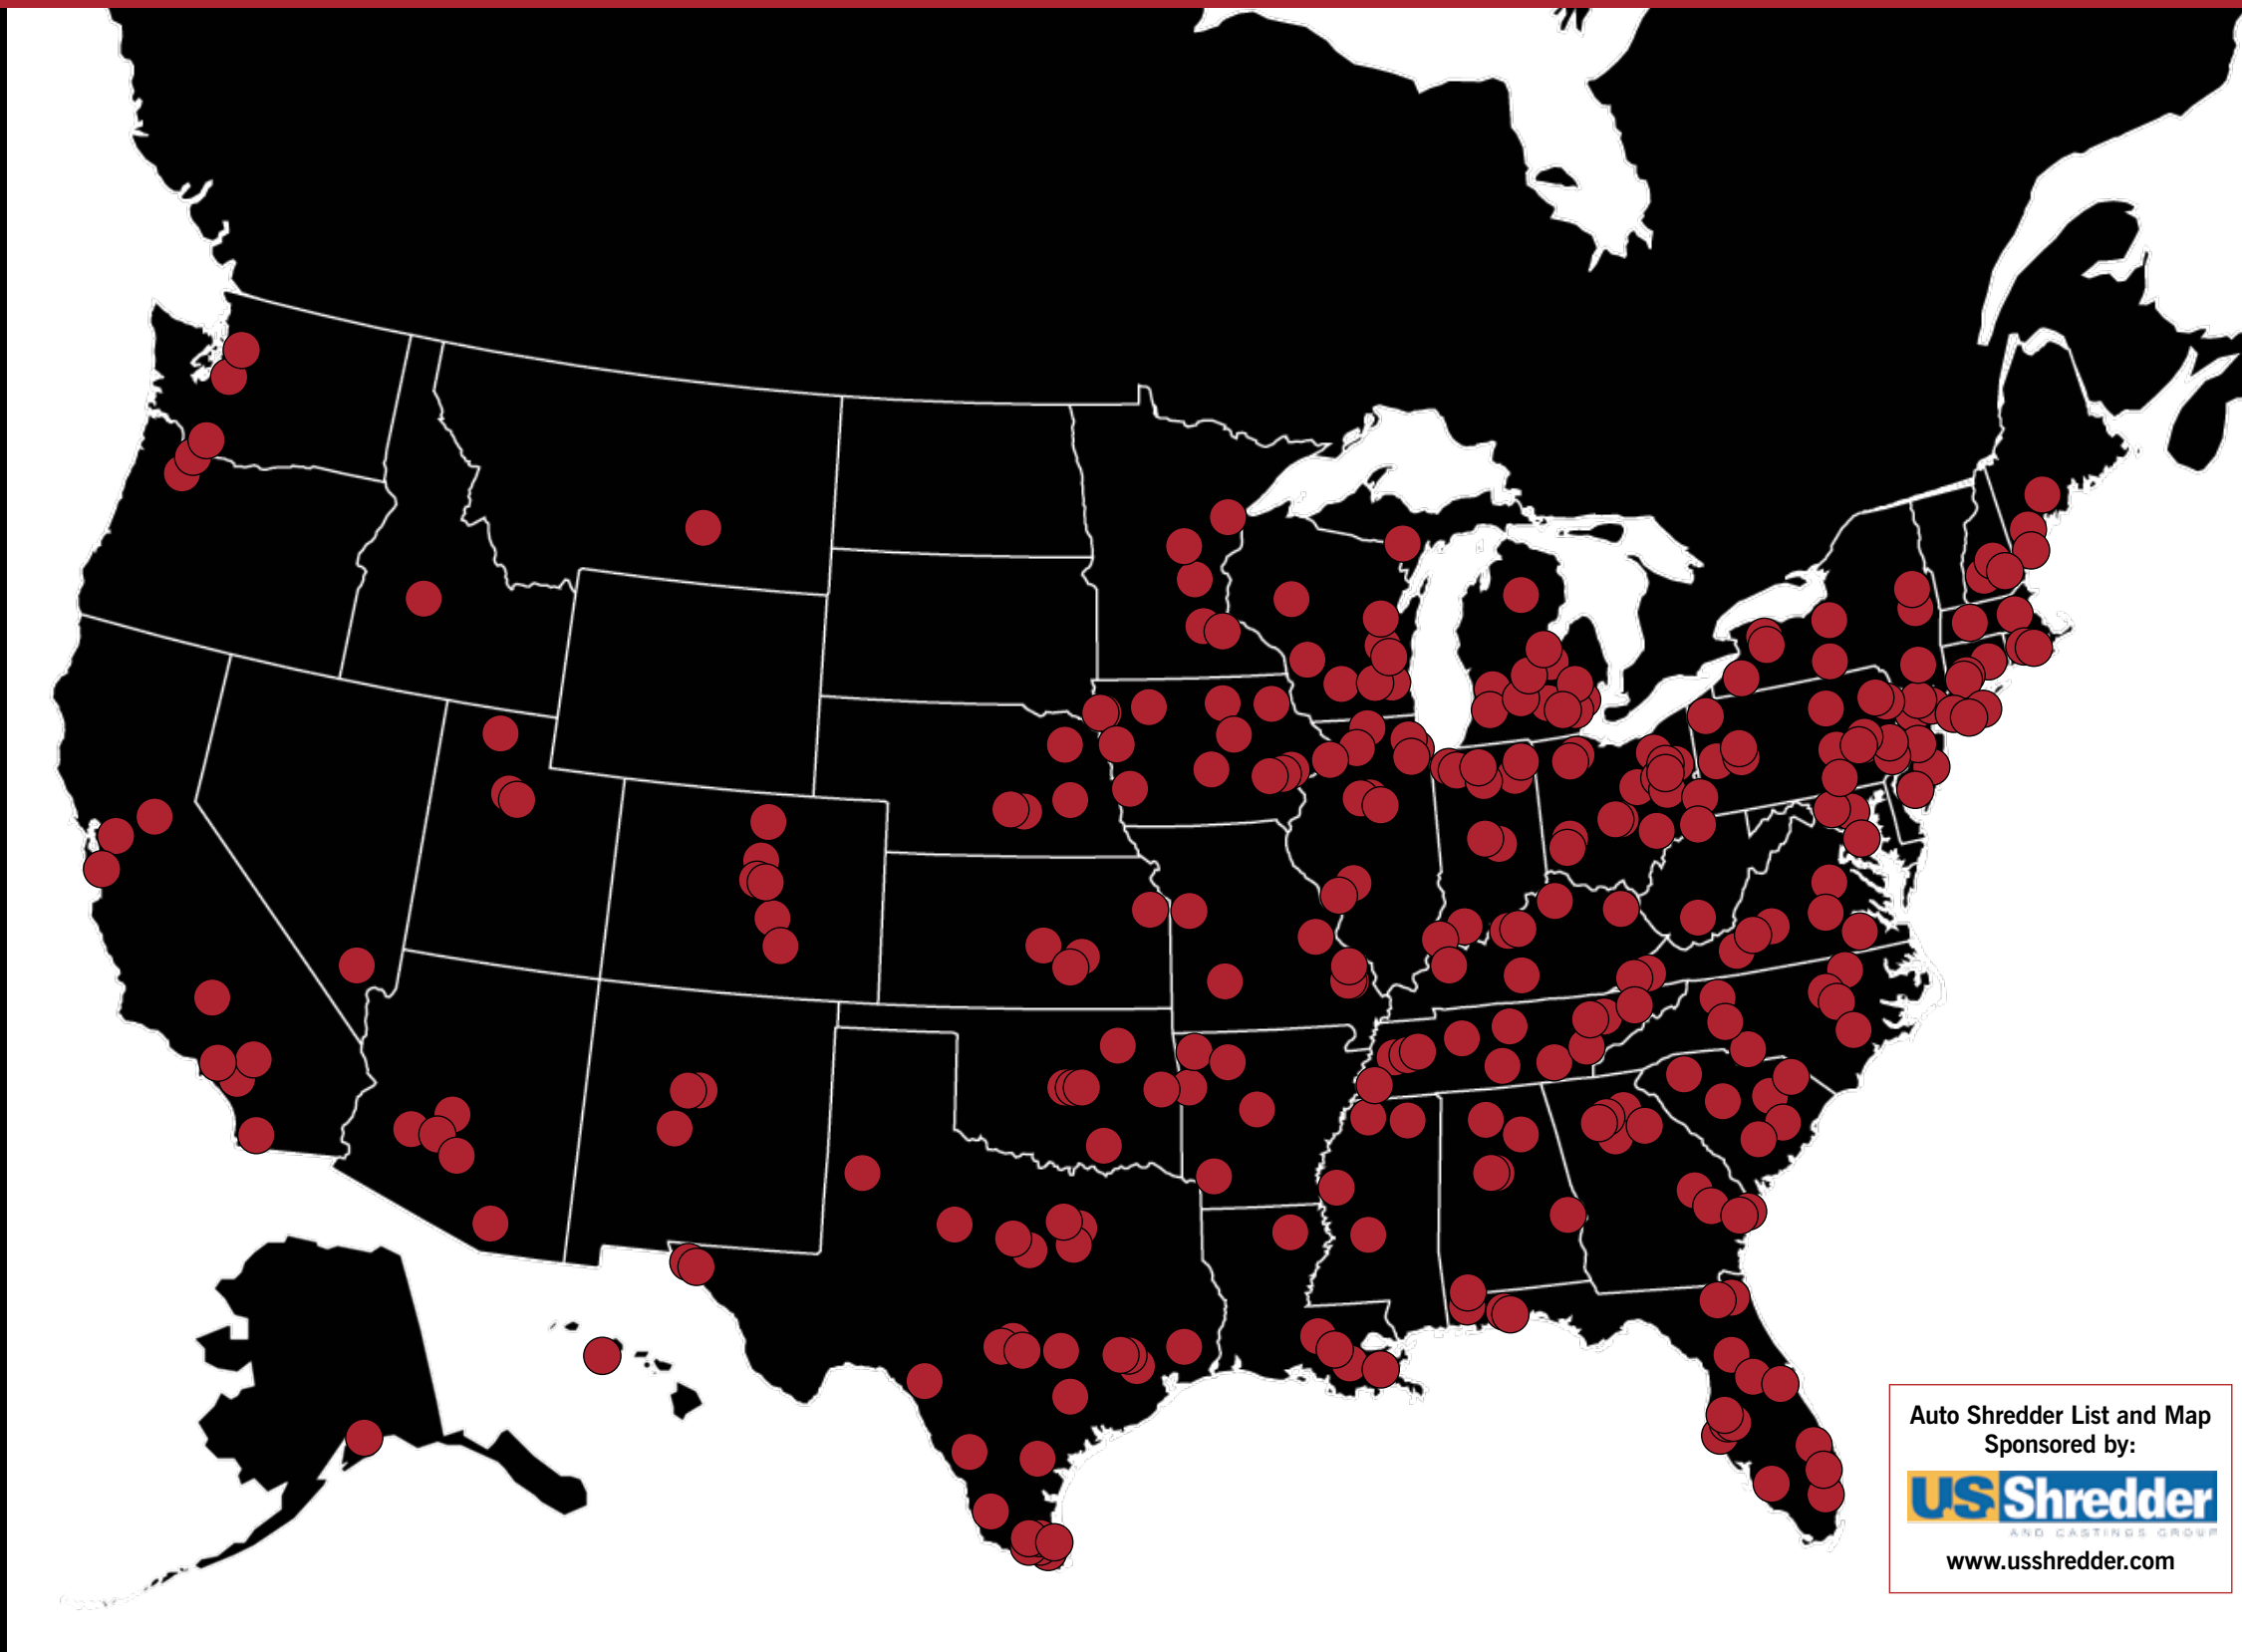 Auto Shredder List and Map
Sponsored by:
US Shredder
AND CASTINGS GROUP
www.usshredder.com